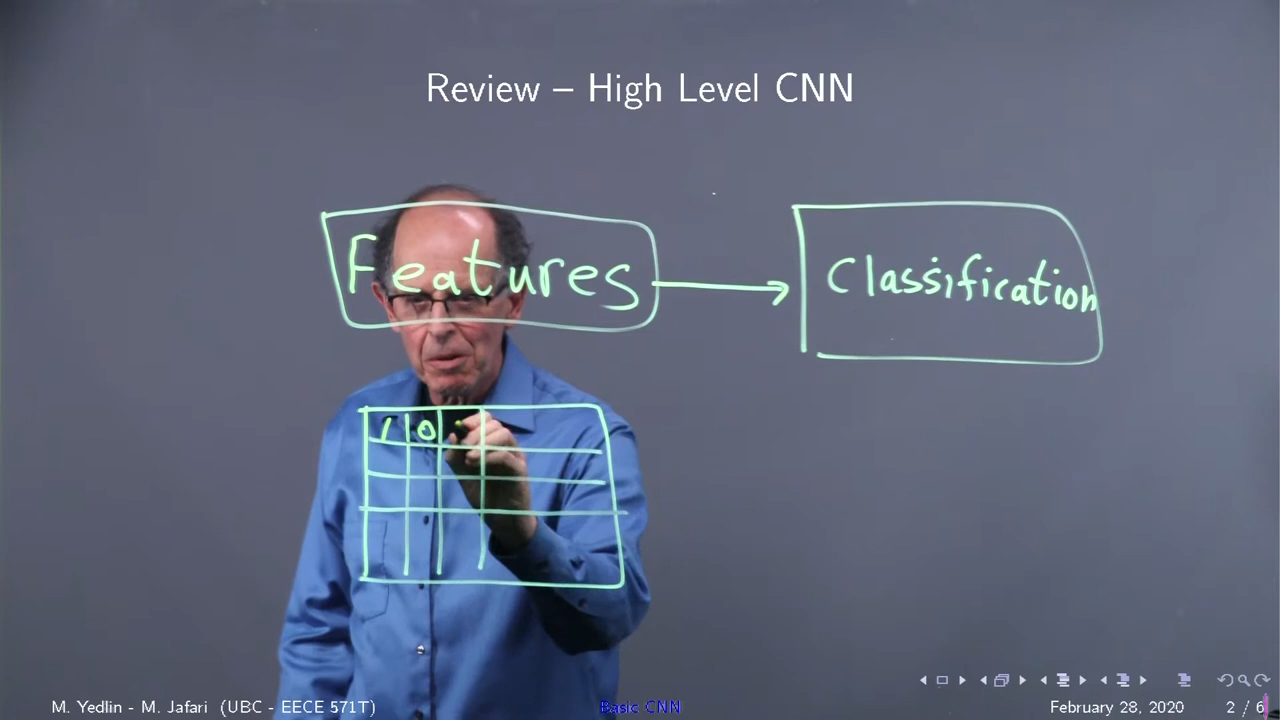 Review – High Level CNN
Features
Classification
1 0
M. Yedlin - M. Jafari (UBC - EECE 571T)
Basic CNN
February 28, 2020
2 / 6